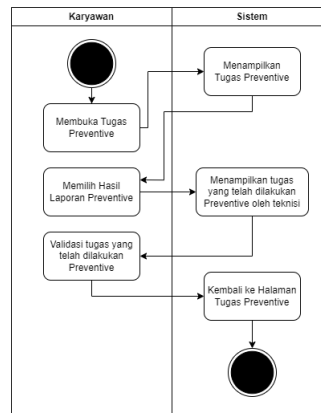 Karyawan
Sistem
Membuka Tugas
Preventive
Menampilkan
Tugas Preventive
Memilih Hasil
Laporan Preventive
Menampilkan tugas
yang telah dilakukan
Preventive oleh teknisi
Validasi tugas yang
telah dilakukan
Preventive
Kembali ke Halaman
Tugas Preventive